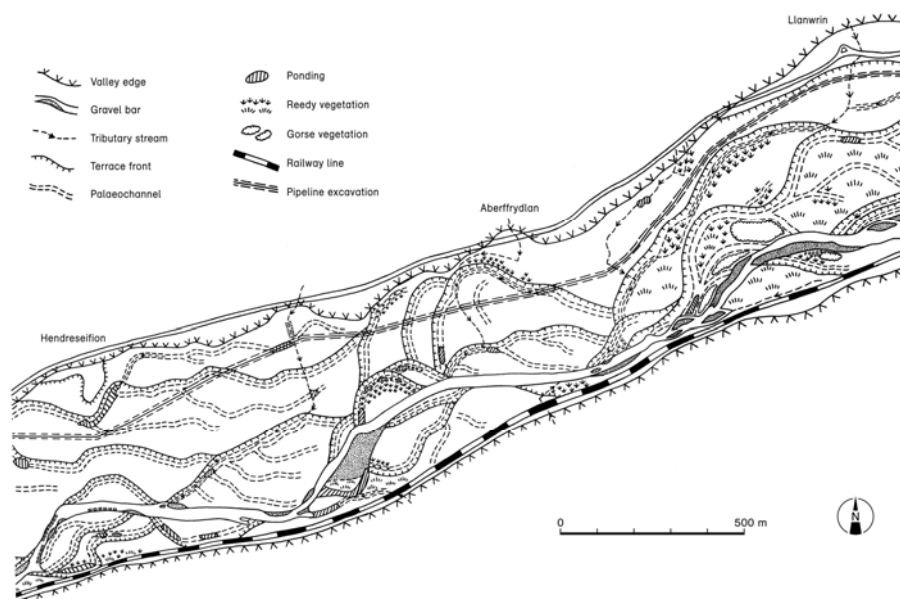 Llanwrin
Valley edge
Gravel bar
Tributary stream
Terrace front
Palaeochannel
Ponding
Reedy vegetation
Gorse vegetation
Railway line
Pipeline excavation
Aberffrydlan
Hendreseifion
0 500 m
N